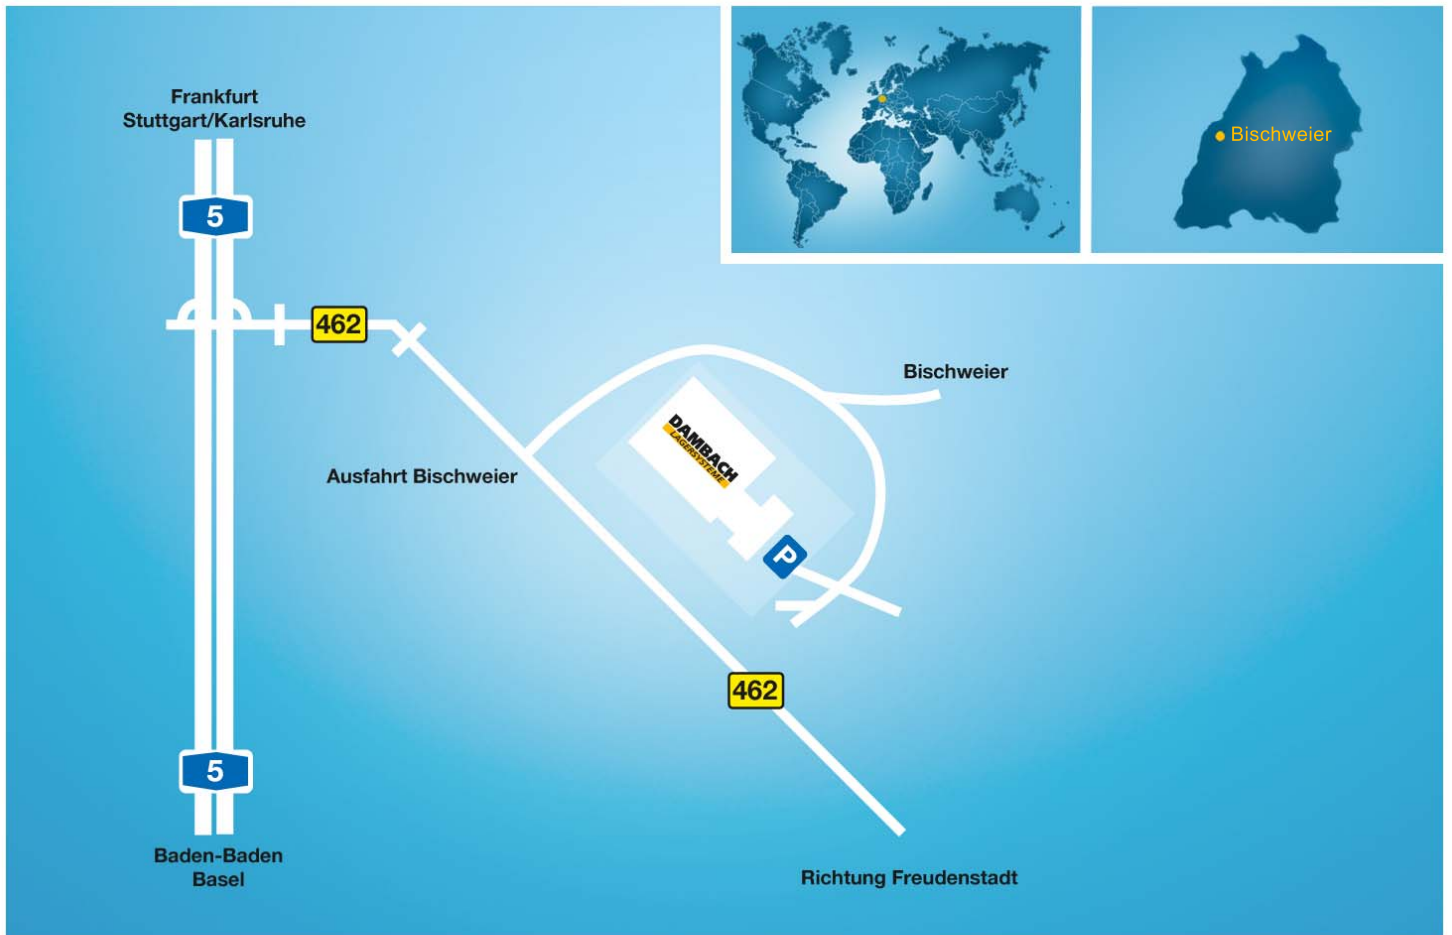 Frankfurt
Stuttgart/Karlsruhe
5
462
Bischweier
Bischweier
DAMBACH
LAGERSYSTEME
Ausfahrt Bischweier
P
462
5
Baden-Baden
Basel
Richtung Freudenstadt